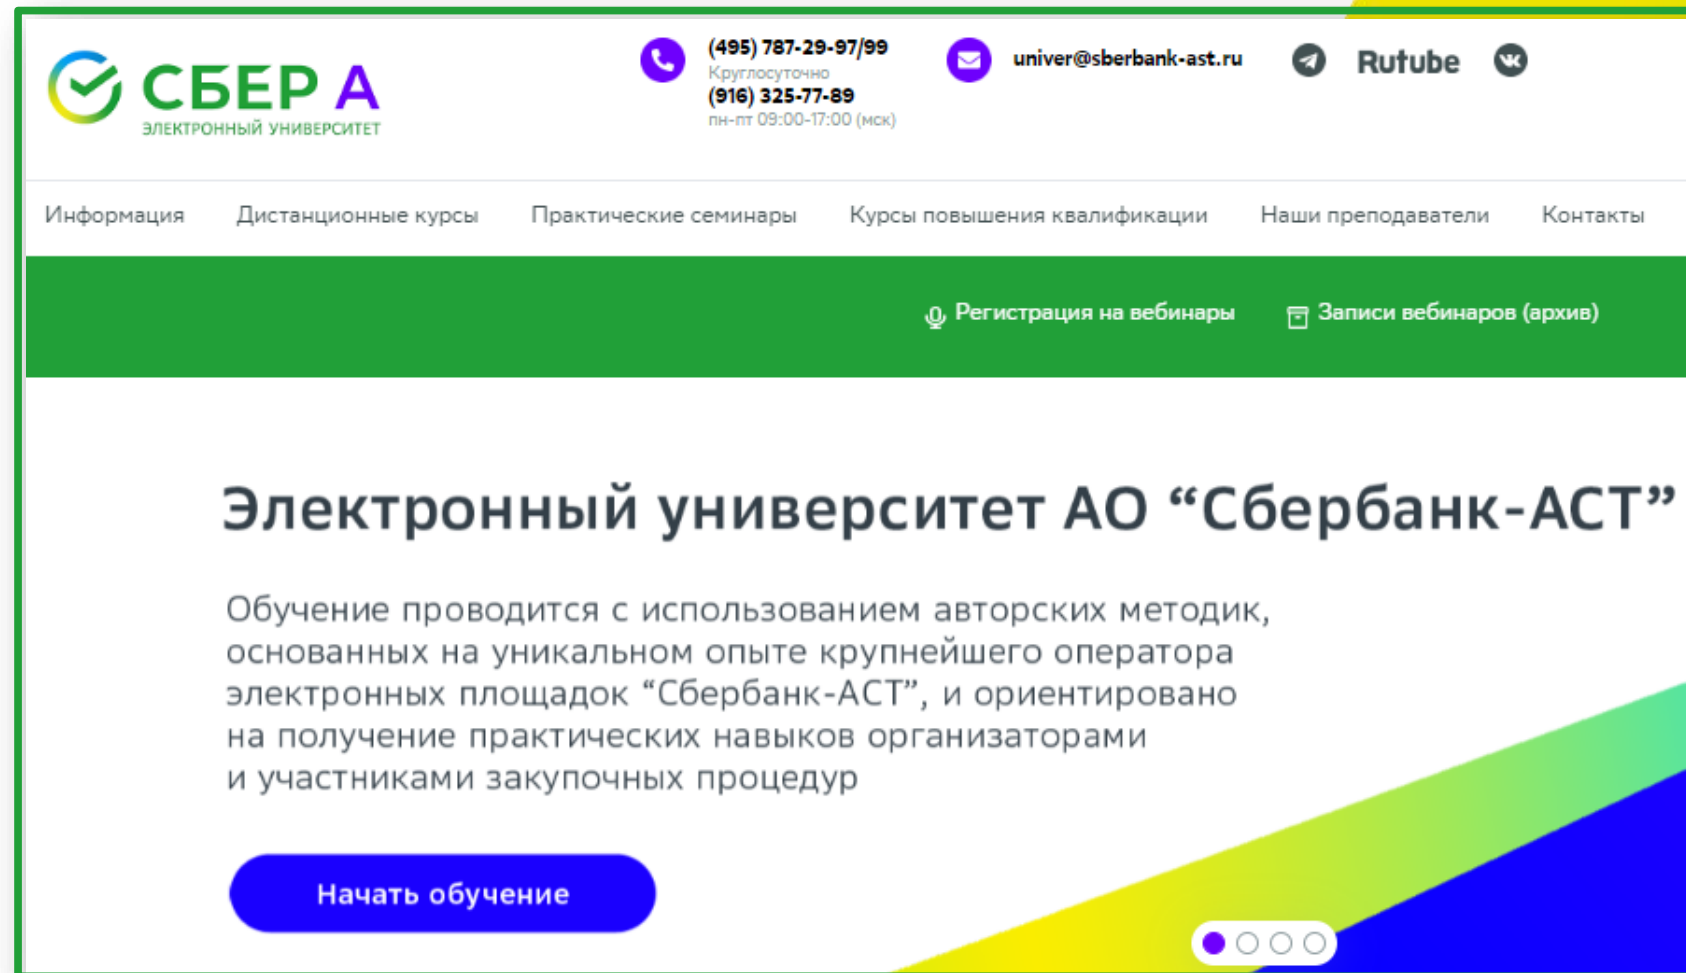 СБЕР А
ЭЛЕКТРОННЫЙ УНИВЕРСИТЕТ
(495) 787-29-97/99
Круглосуточно
(916) 325-77-89
пн-пт 09:00-17:00 (мск)
univer@sberbank-ast.ru
Rutube
Информация Дистанционные курсы Практические семинары Курсы повышения квалификации Наши преподаватели Контакты
Регистрация на вебинары Записи вебинаров (архив)
Электронный университет АО “Сбербанк-АСТ”
Обучение проводится с использованием авторских методик,
основанных на уникальном опыте крупнейшего оператора
электронных площадок “Сбербанк-АСТ”, и ориентировано
на получение практических навыков организаторами
и участниками закупочных процедур
Начать обучение